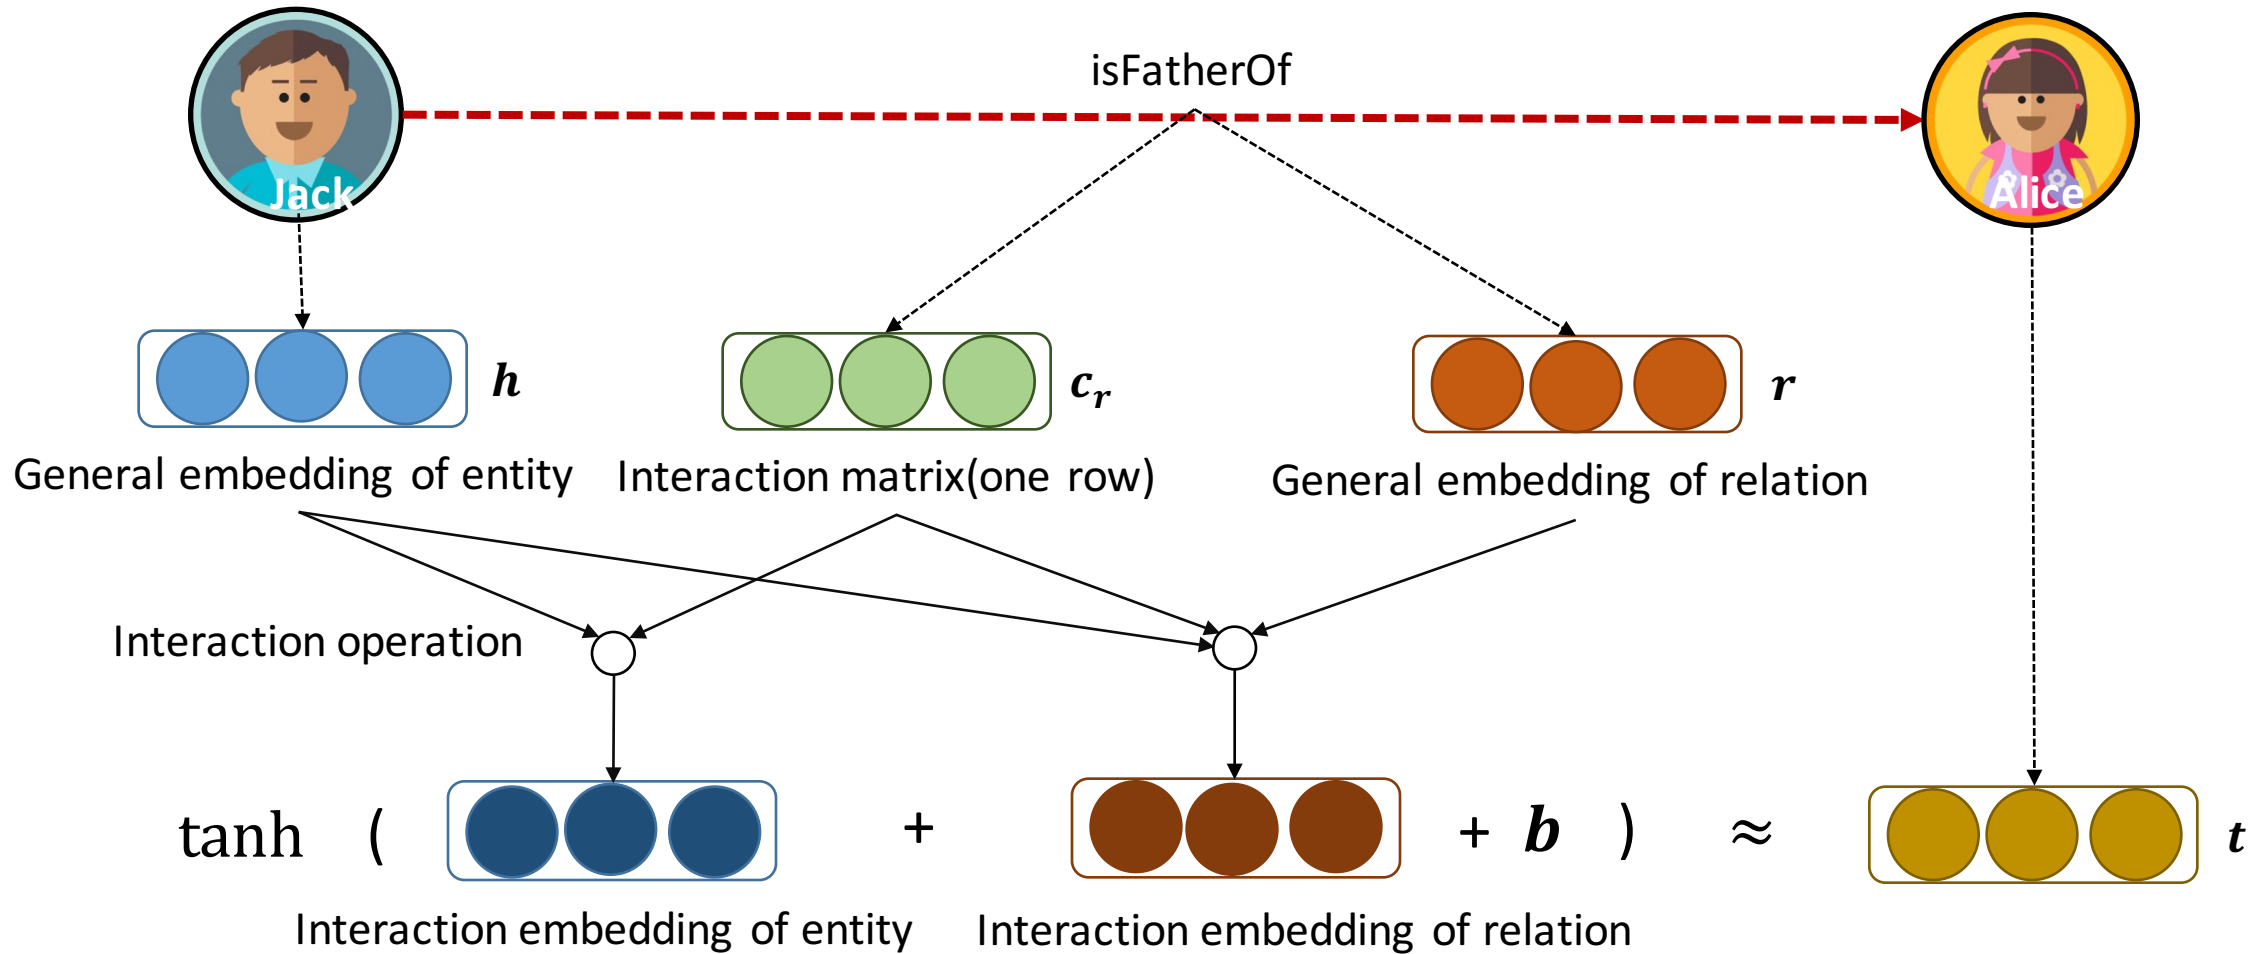 isFatherOf
Jack
Alice
h
c_r
r
General embedding of entity
Interaction matrix(one row)
General embedding of relation
Interaction operation
tanh ( + + b ) ≈ t
Interaction embedding of entity
Interaction embedding of relation